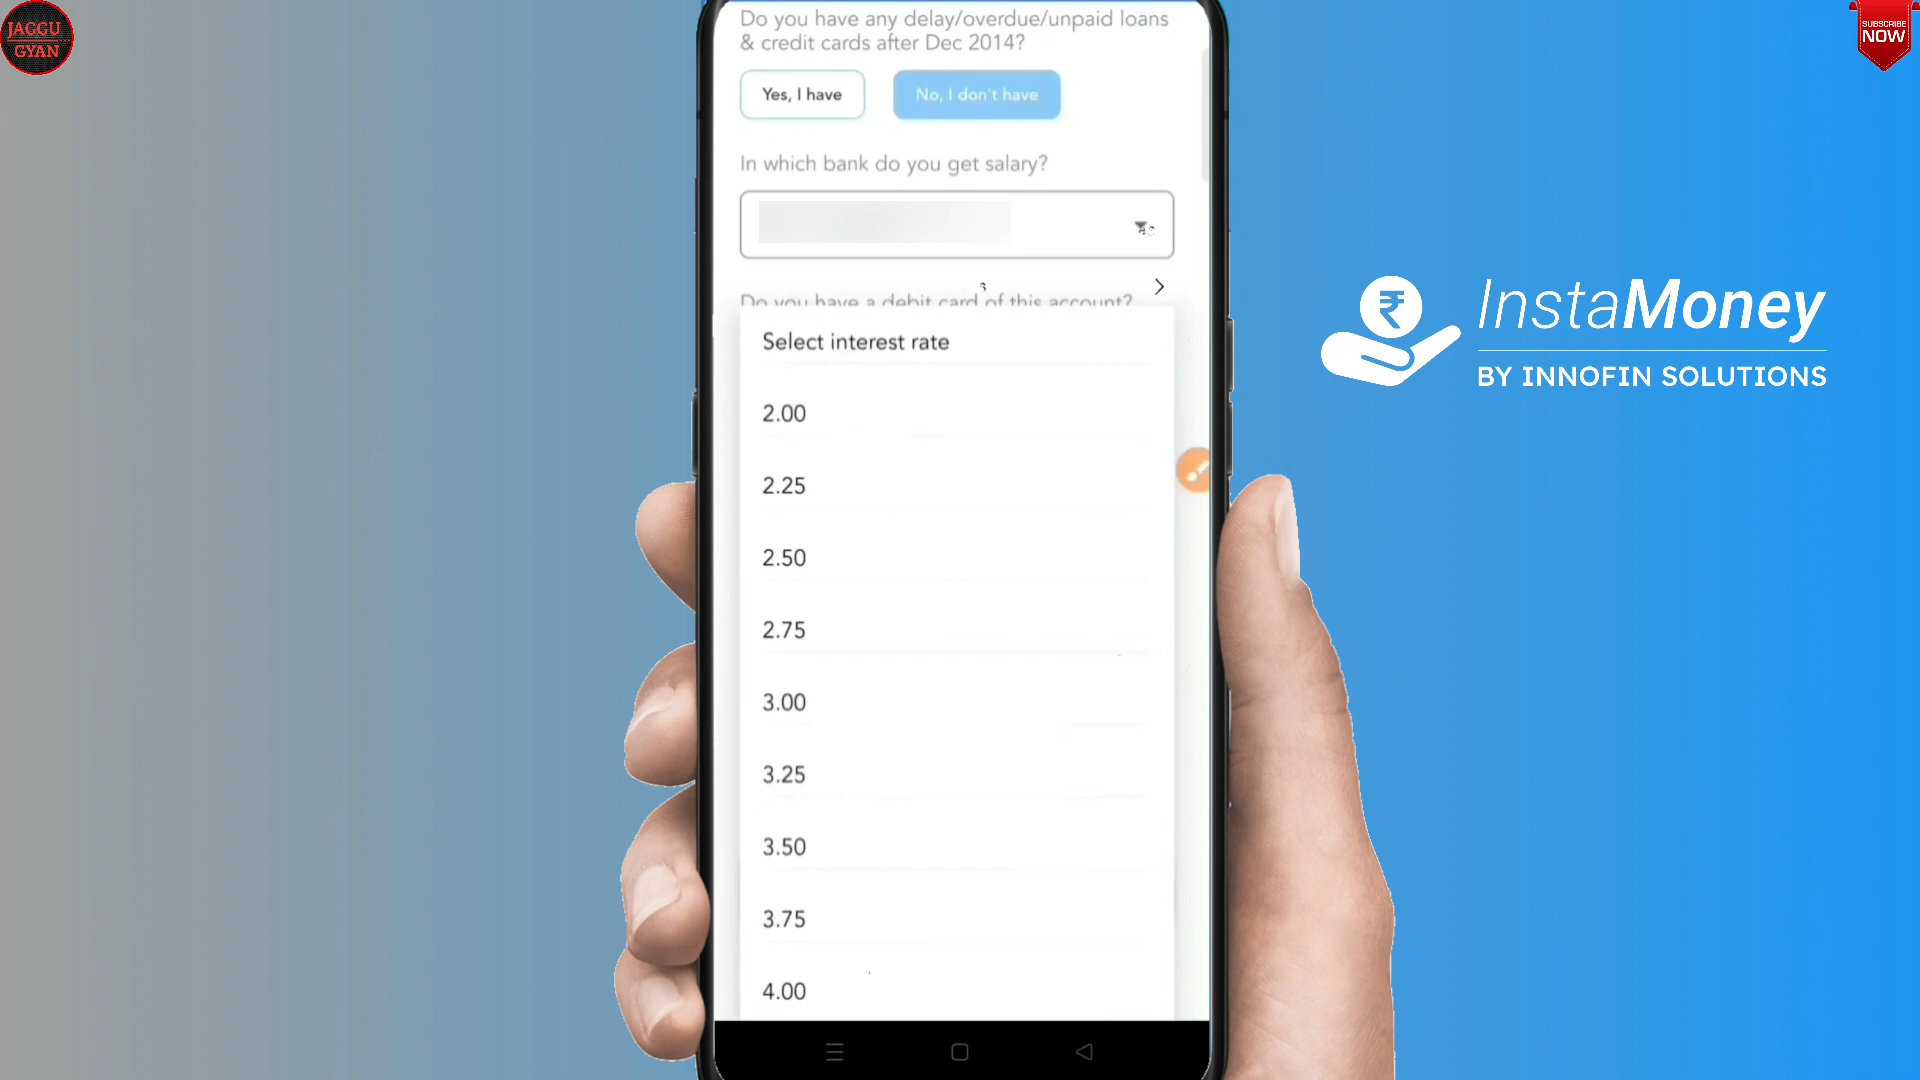 JAGGU
GYAN
SUBSCRIBE
NOW
Do you have any delay/overdue/unpaid loans
& credit cards after Dec 2014?
Yes, I have
No, I don't have
In which bank do you get salary?
Do you have a debit card of this account?
Select interest rate
2.00
2.25
2.50
2.75
3.00
3.25
3.50
3.75
4.00
InstaMoney
BY INNOFIN SOLUTIONS